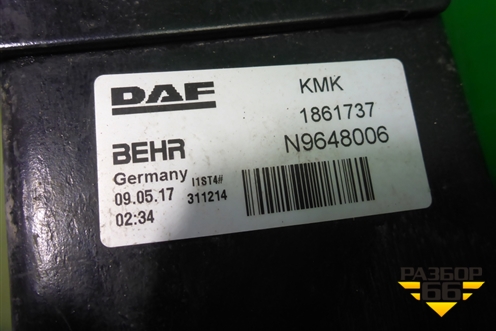 DAF
KMK
1861737
BEHR
N9648006
Germany
I1ST4#
09.05.17
311214
02:34
РАЗБОР
66